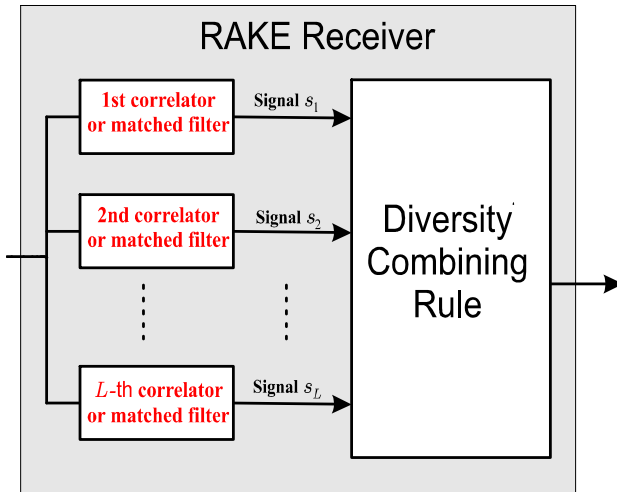 RAKE Receiver
1st correlator
or matched filter
Signal s₁
2nd correlator
or matched filter
Signal s₂
Diversity
Combining
Rule
L-th correlator
or matched filter
Signal s_L